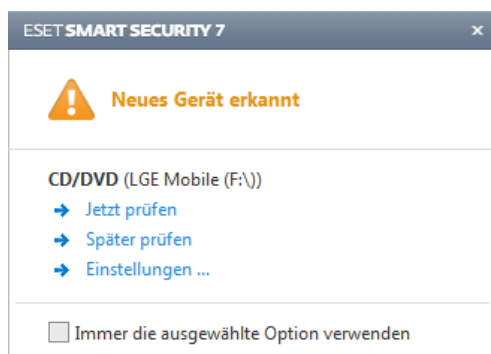 ESET SMART SECURITY 7
Neues Gerät erkannt
CD/DVD (LGE Mobile (F:\))
Jetzt prüfen
Später prüfen
Einstellungen ...
Immer die ausgewählte Option verwenden